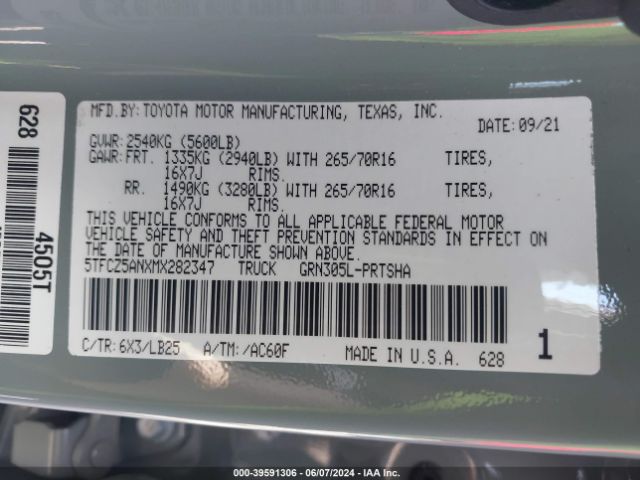 MFD.BY:TOYOTA MOTOR MANUFACTURING, TEXAS, INC.
DATE:09/21
GVWR:2540KG (5600LB)
GAWR:FRT. 1335KG (2940LB) WITH 265/70R16 TIRES,
16X7J RIMS.
RR. 1490KG (3280LB) WITH 265/70R16 TIRES,
16X7J RIMS.
THIS VEHICLE CONFORMS TO ALL APPLICABLE FEDERAL MOTOR
VEHICLE SAFETY AND THEFT PREVENTION STANDARDS IN EFFECT ON
THE DATE OF MANUFACTURE SHOWN ABOVE.
5TFCZ5ANXMX282347 TRUCK GRN305L-PRTSHA
C/TR:6X3/LB25 A/TM:/AC60F MADE IN U.S.A. 628
1
628
4505T
000-39591306 | 06/07/2024 | IAA Inc.